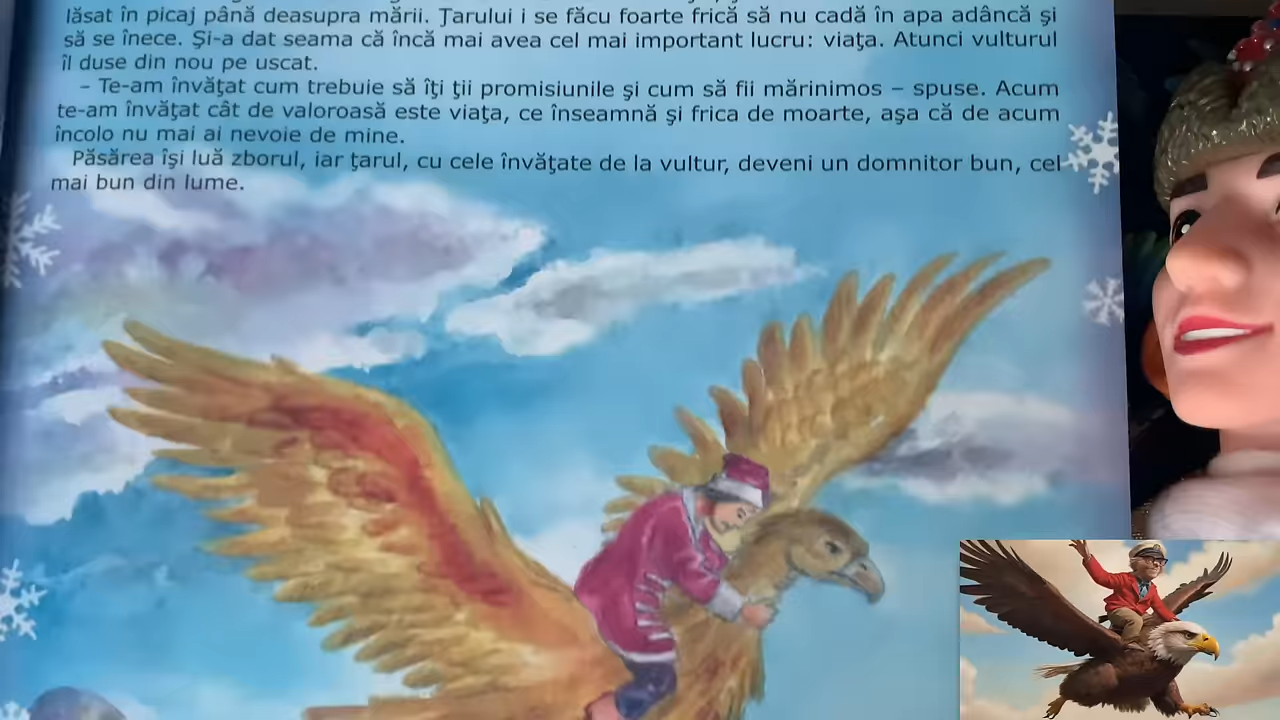 lăsat în picaj până deasupra mării. Ţarului i se făcu foarte frică să nu cadă în apa adâncă şi
să se înece. Şi-a dat seama că încă mai avea cel mai important lucru: viaţa. Atunci vulturul
îl duse din nou pe uscat.
– Te-am învăţat cum trebuie să îţi ţii promisiunile şi cum să fii mărinimos – spuse. Acum
te-am învăţat cât de valoroasă este viaţa, ce înseamnă şi frica de moarte, aşa că de acum
încolo nu mai ai nevoie de mine.
Păsărea îşi luă zborul, iar ţarul, cu cele învăţate de la vultur, deveni un domnitor bun, cel
mai bun din lume.